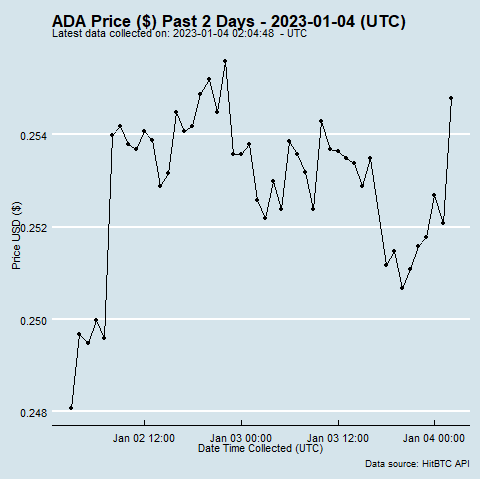 ADA Price ($) Past 2 Days - 2023-01-04 (UTC)
Latest data collected on: 2023-01-04 02:04:48  - UTC
0.254
0.252
0.250
0.248
Price USD ($)
Jan 02 12:00
Jan 03 00:00
Jan 03 12:00
Jan 04 00:00
Date Time Collected (UTC)
Data source: HitBTC API